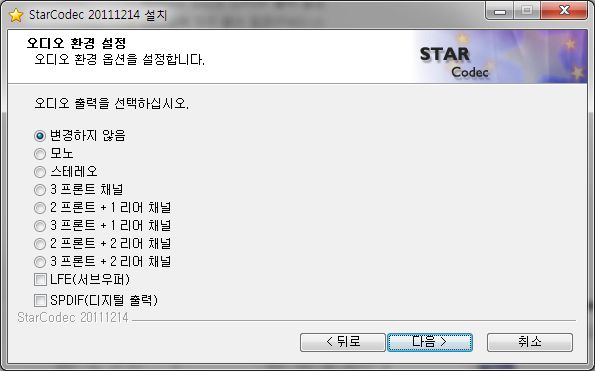 StarCodec 20111214 설치
오디오 환경 설정
오디오 환경 옵션을 설정합니다.
STAR
Codec
오디오 출력을 선택하십시오.
변경하지 않음
모노
스테레오
3 프론트 채널
2 프론트 + 1 리어 채널
3 프론트 + 1 리어 채널
2 프론트 + 2 리어 채널
3 프론트 + 2 리어 채널
LFE(서브우퍼)
SPDIF(디지털 출력)
StarCodec 20111214
< 뒤로
다음 >
취소